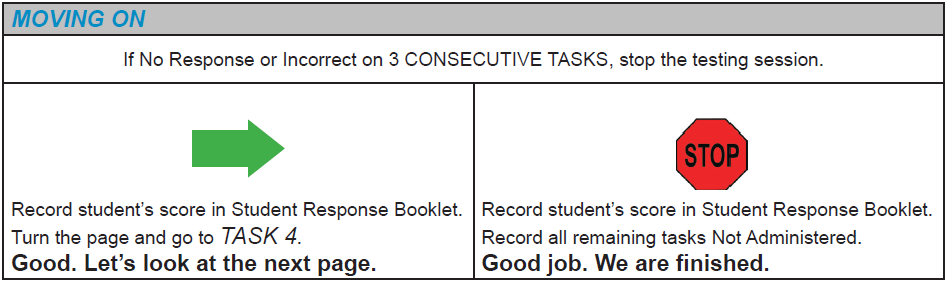 MOVING ON
If No Response or Incorrect on 3 CONSECUTIVE TASKS, stop the testing session.
Record student’s score in Student Response Booklet.
Turn the page and go to TASK 4.
Good. Let’s look at the next page.
STOP
Record student’s score in Student Response Booklet.
Record all remaining tasks Not Administered.
Good job. We are finished.